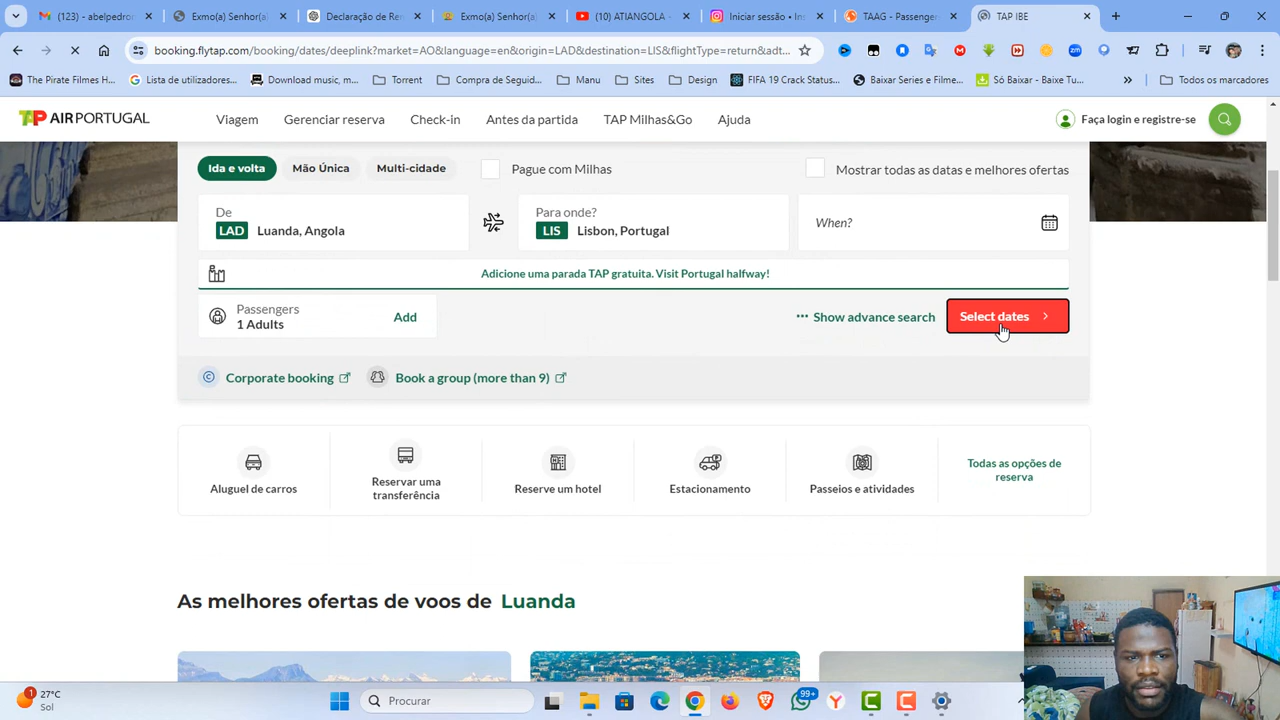 (123) - abelpedro
Exmo(a) Senhor(a)
Declaração de Re
Exmo(a) Senhor(a)
(10) ATIANGOLA -
Iniciar sessão • In
TAAG - Passenger
TAP IBE
booking.flytap.com/booking/dates/deeplink?market=AO&language=en&origin=LAD&destination=LIS&flightType=return&adt...
The Pirate Filmes H...
Lista de utilizadores...
Download music, m...
Torrent
Compra de Seguid...
Manu
Sites
Design
FIFA 19 Crack Status...
Baixar Series e Filme...
Só Baixar - Baixe Tu...
Todos os marcadores
TAP AIRPORTUGAL
Viagem
Gerenciar reserva
Check-in
Antes da partida
TAP Milhas&Go
Ajuda
Faça login e registre-se
Ida e volta
Mão Única
Multi-cidade
Pague com Milhas
Mostrar todas as datas e melhores ofertas
De
LAD Luanda, Angola
Para onde?
LIS Lisbon, Portugal
When?
Adicione uma parada TAP gratuita. Visit Portugal halfway!
Passengers
1 Adults
Add
Show advance search
Select dates
Corporate booking
Book a group (more than 9)
Aluguel de carros
Reservar uma
transferência
Reserve um hotel
Estacionamento
Passeios e atividades
Todas as opções de
reserva
As melhores ofertas de voos de Luanda
1
27°C
Sol
Procurar
99+